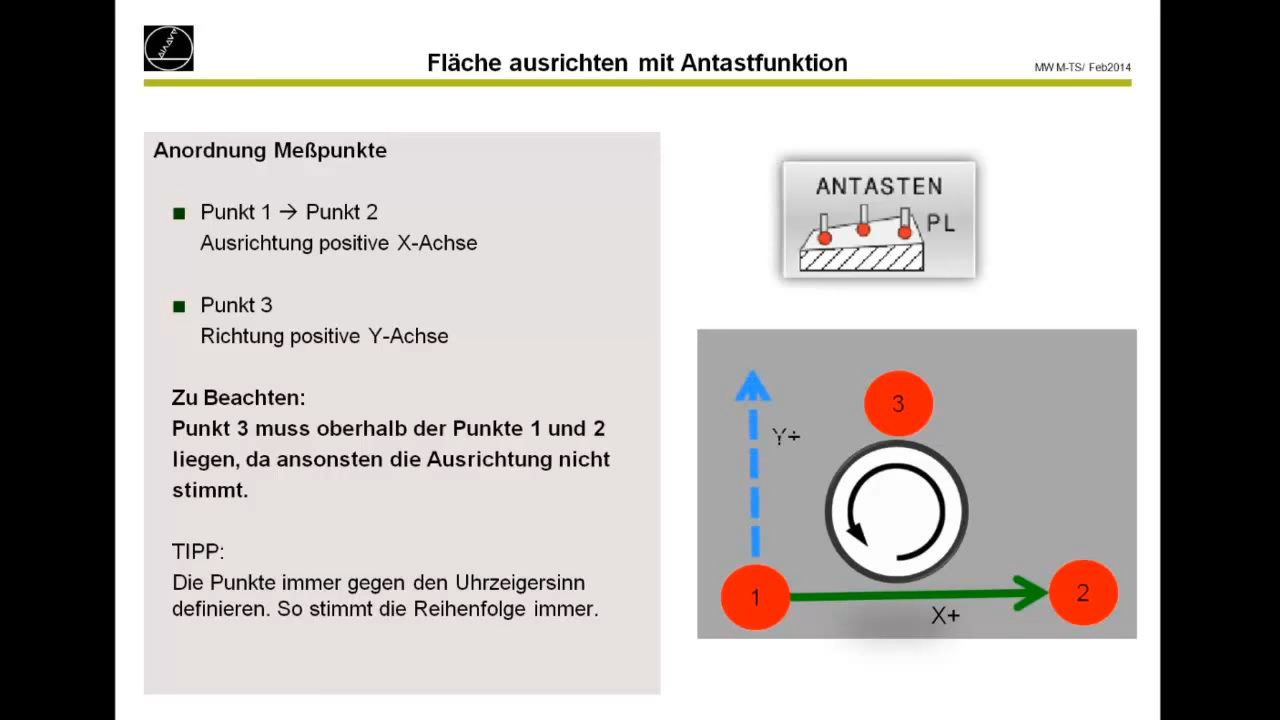 Fläche ausrichten mit Antastfunktion
MW M-TS/ Feb2014
Anordnung Meßpunkte
Punkt 1 → Punkt 2
Ausrichtung positive X-Achse
Punkt 3
Richtung positive Y-Achse
Zu Beachten:
Punkt 3 muss oberhalb der Punkte 1 und 2
liegen, da ansonsten die Ausrichtung nicht
stimmt.
TIPP:
Die Punkte immer gegen den Uhrzeigersinn
definieren. So stimmt die Reihenfolge immer.
ANTASTEN
PL
3
Y+
1
2
X+